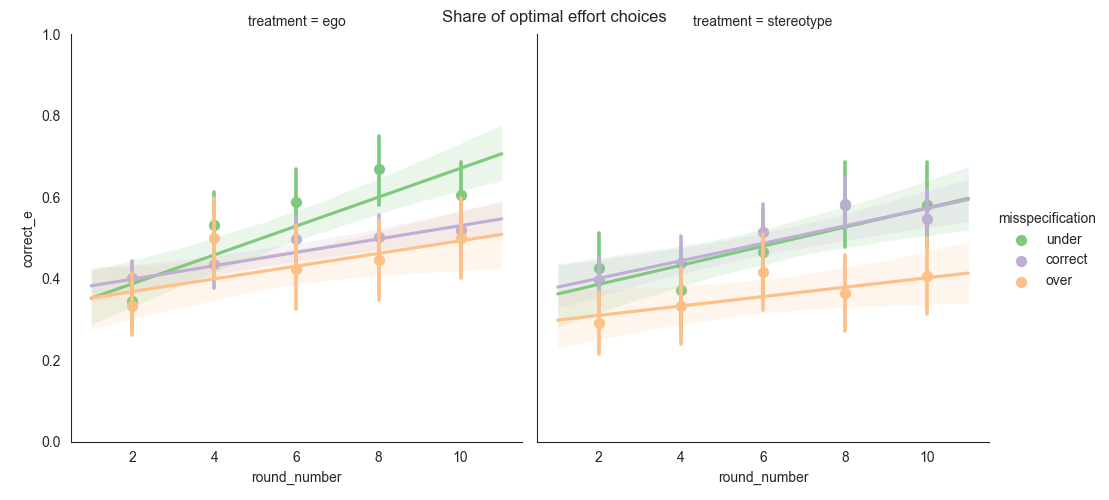 Share of optimal effort choices
treatment = ego
treatment = stereotype
correct_e
1.0
0.8
0.6
0.4
0.2
0.0
2 4 6 8 10
round_number
2 4 6 8 10
round_number
misspecification
under
correct
over